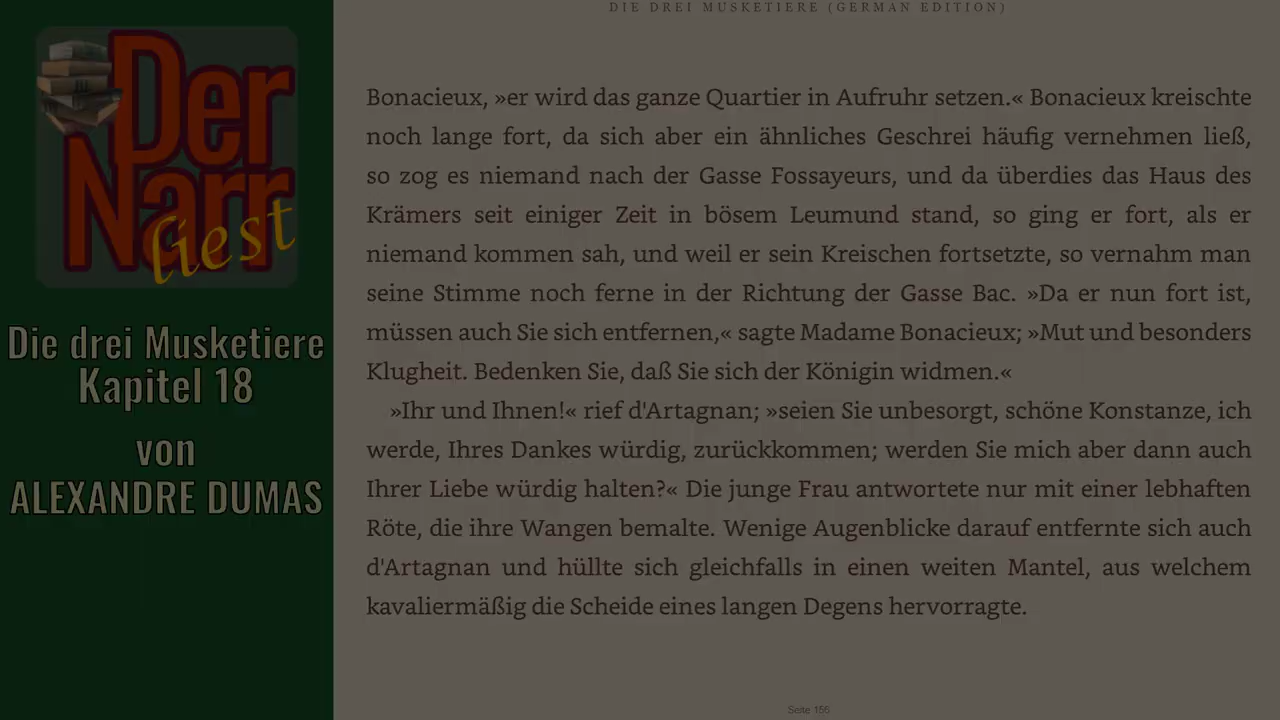 Der
Narr
liest
Die drei Musketiere
Kapitel 18
von
ALEXANDRE DUMAS
DIE DREI MUSKETIERE (GERMAN EDITION)
Bonacieux, »er wird das ganze Quartier in Aufruhr setzen.« Bonacieux kreischte
noch lange fort, da sich aber ein ähnliches Geschrei häufig vernehmen ließ,
so zog es niemand nach der Gasse Fossayeurs, und da überdies das Haus des
Krämers seit einiger Zeit in bösem Leumund stand, so ging er fort, als er
niemand kommen sah, und weil er sein Kreischen fortsetzte, so vernahm man
seine Stimme noch ferne in der Richtung der Gasse Bac. »Da er nun fort ist,
müssen auch Sie sich entfernen,« sagte Madame Bonacieux; »Mut und besonders
Klugheit. Bedenken Sie, daß Sie sich der Königin widmen.«
»Ihr und Ihnen!« rief d'Artagnan; »seien Sie unbesorgt, schöne Konstanze, ich
werde, Ihres Dankes würdig, zurückkommen; werden Sie mich aber dann auch
Ihrer Liebe würdig halten?« Die junge Frau antwortete nur mit einer lebhaften
Röte, die ihre Wangen bemalte. Wenige Augenblicke darauf entfernte sich auch
d'Artagnan und hüllte sich gleichfalls in einen weiten Mantel, aus welchem
kavaliermäßig die Scheide eines langen Degens hervorragte.
Seite 155